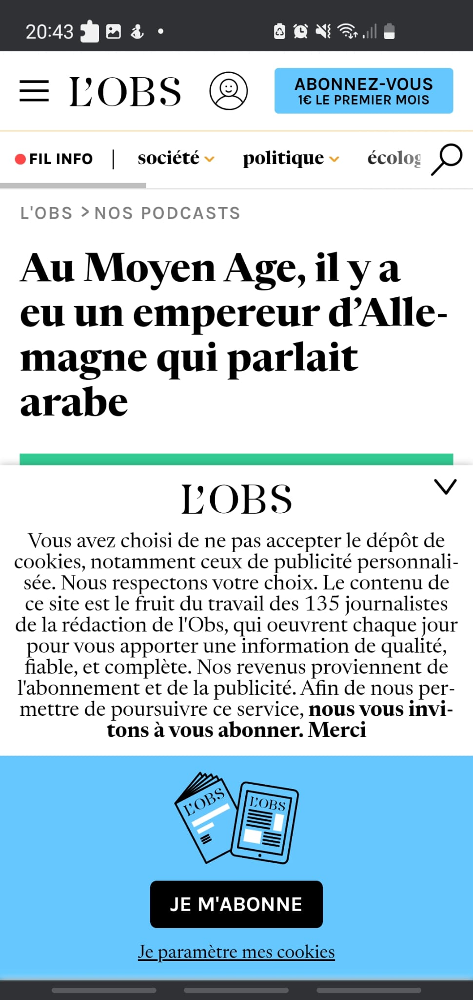 20:43
L'OBS
ABONNEZ-VOUS
1€ LE PREMIER MOIS
FIL INFO | société politique écolog
L'OBS > NOS PODCASTS
Au Moyen Age, il y a
eu un empereur d’Alle-
magne qui parlait
arabe
L'OBS
Vous avez choisi de ne pas accepter le dépôt de
cookies, notamment ceux de publicité personnali-
sée. Nous respectons votre choix. Le contenu de
ce site est le fruit du travail des 135 journalistes
de la rédaction de l'Obs, qui oeuvrent chaque jour
pour vous apporter une information de qualité,
fiable, et complète. Nos revenus proviennent de
l'abonnement et de la publicité. Afin de nous per-
mettre de poursuivre ce service, nous vous invi-
tons à vous abonner. Merci
L'OBS
L'OBS
JE M'ABONNE
Je paramètre mes cookies